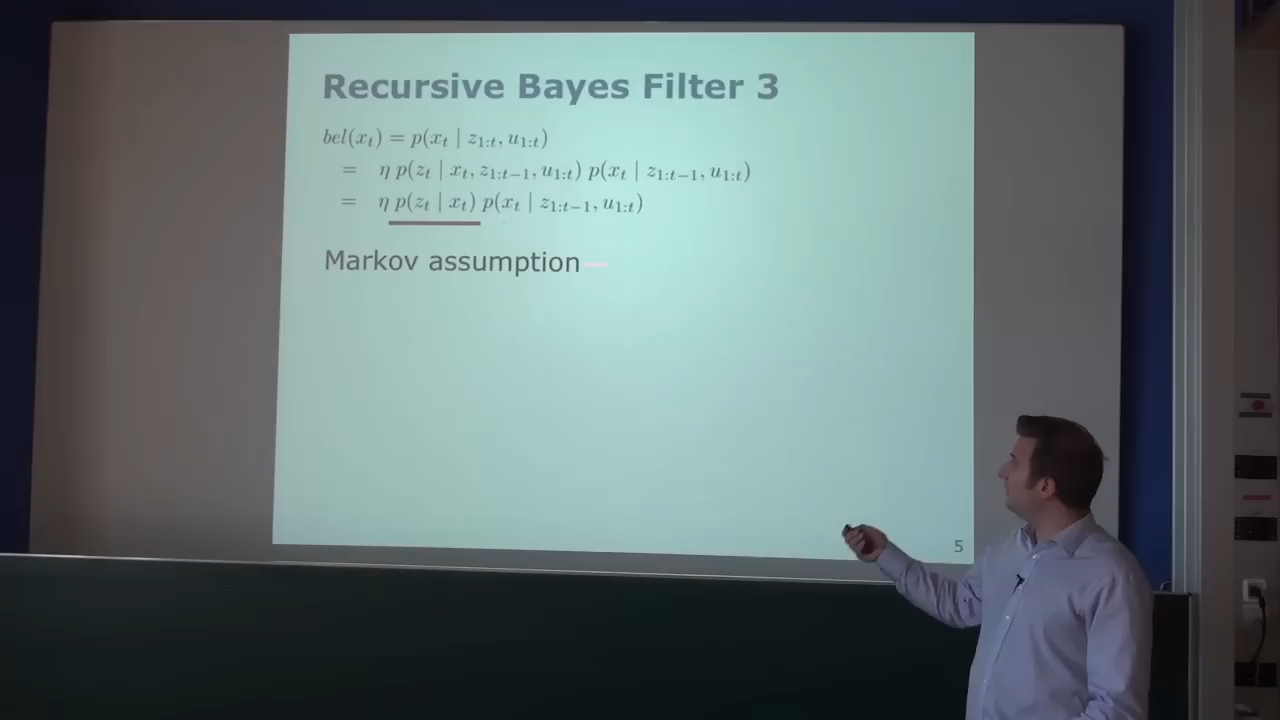 Recursive Bayes Filter 3
bel(x_t) = p(x_t | z_{1:t}, u_{1:t})
= η p(z_t | x_t, z_{1:t−1}, u_{1:t}) p(x_t | z_{1:t−1}, u_{1:t})
= η p(z_t | x_t) p(x_t | z_{1:t−1}, u_{1:t})
Markov assumption
5